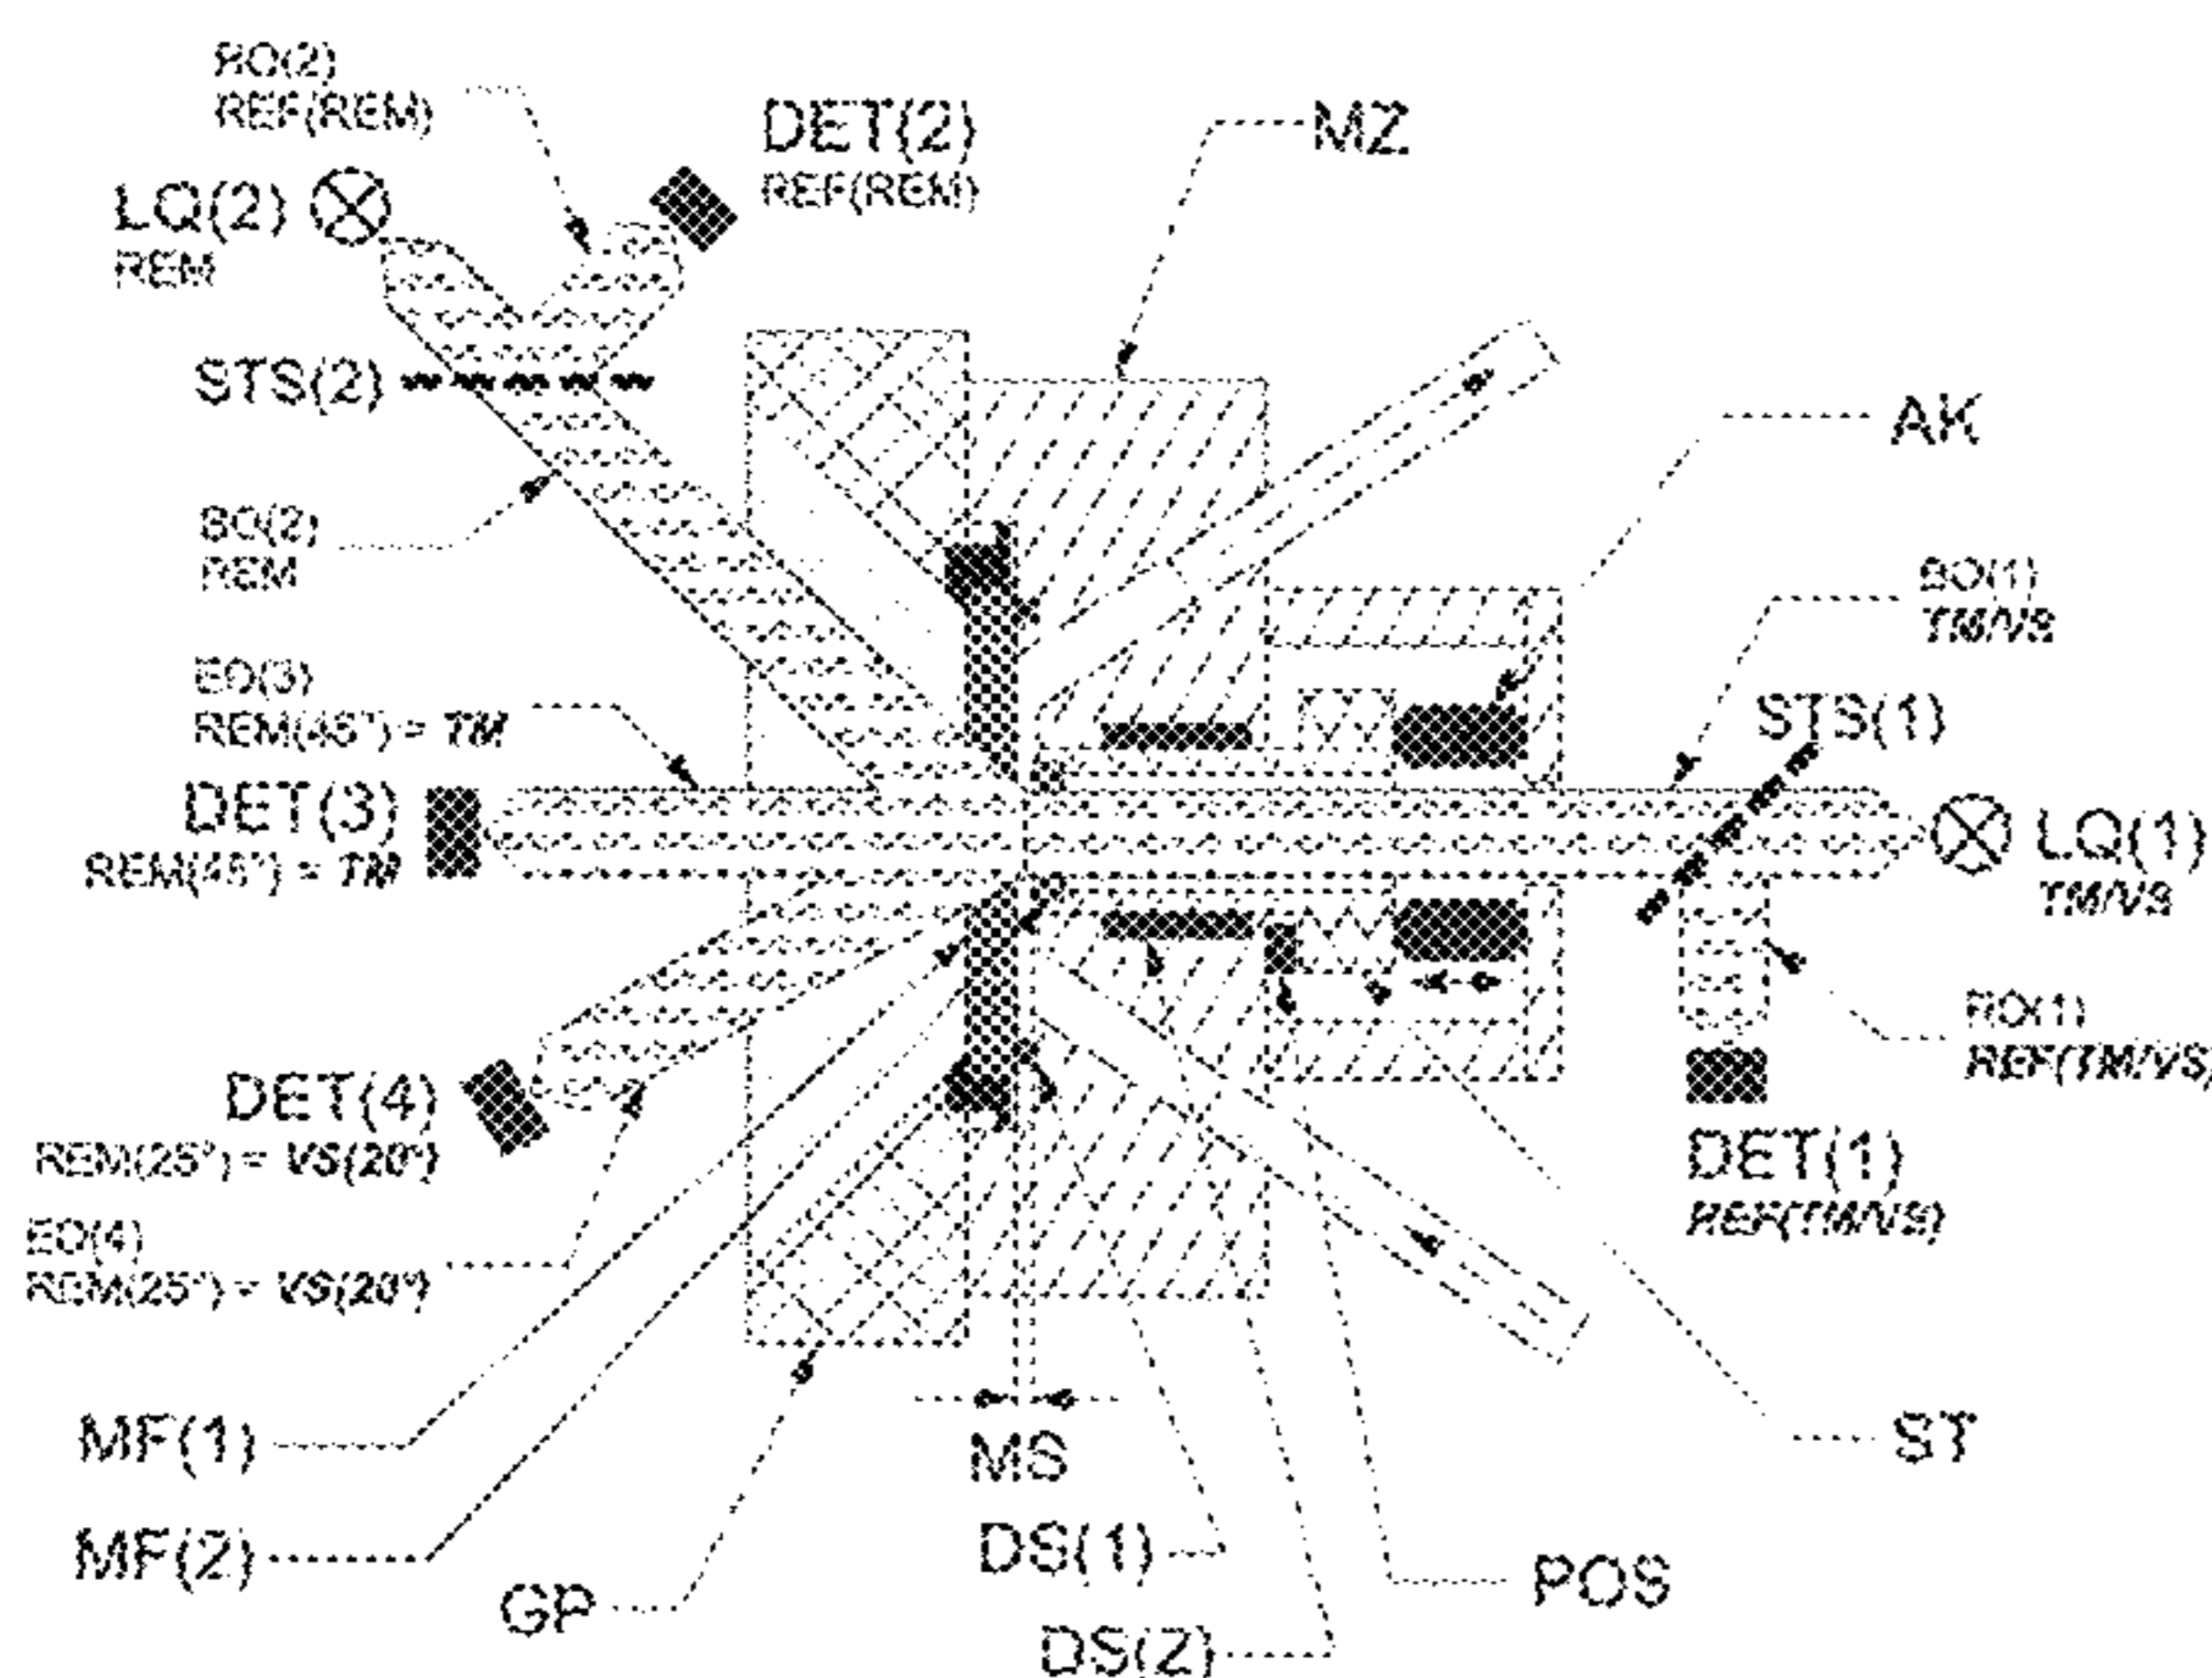 BO(2)
REF(REM)
DET(2)
REF(REM)
MZ
LQ(2)
REM
STS(2)
AK
BO(2)
REM
BO(1)
TM/VS
EO(3)
REM(45°) = TM
STS(1)
DET(3)
REM(45°) = TM
LQ(1)
TM/VS
BO(1)
REF(TM/VS)
DET(4)
REM(25°) = VS(20°)
DET(1)
REF(TM/VS)
EO(4)
REM(25°) = VS(20°)
MF(1)
MS
ST
MF(2)
DS(1)
GP
POS
DS(2)